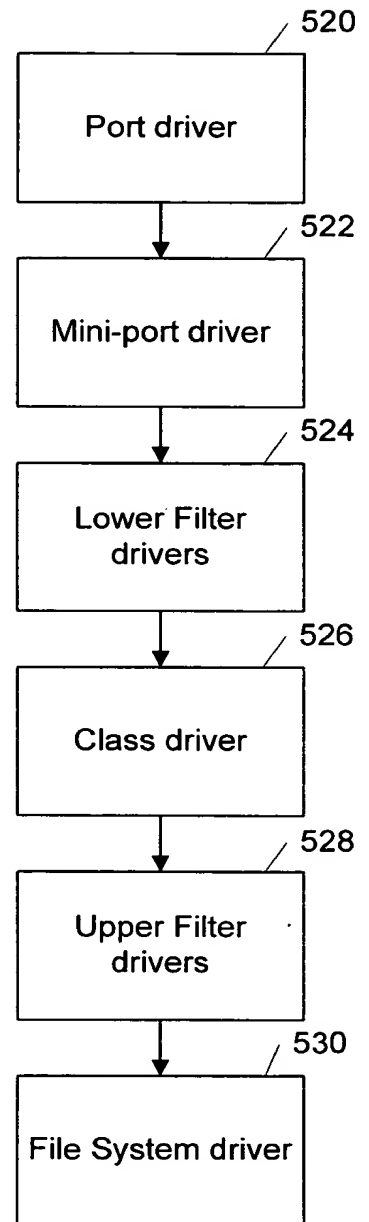 520
Port driver
522
Mini-port driver
524
Lower Filter
drivers
526
Class driver
528
Upper Filter
drivers
530
File System driver